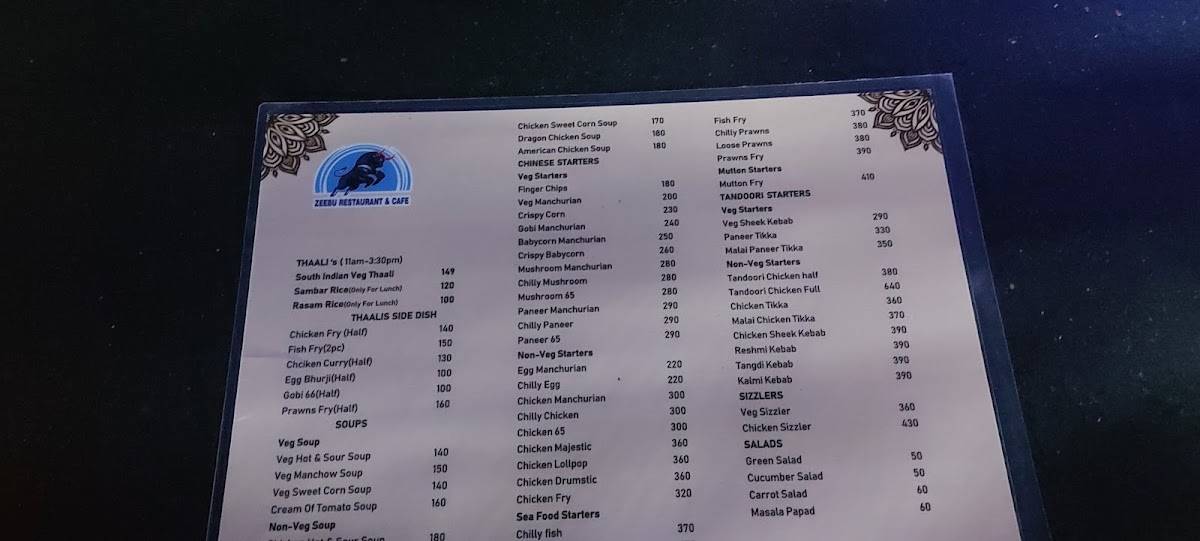 ZEEBU RESTAURANT & CAFE
THAALI 's (11am-3:30pm)
South Indian Veg Thaali 149
Sambar Rice(Only For Lunch) 120
Rasam Rice(Only For Lunch) 100
THAALIS SIDE DISH
Chicken Fry (Half) 140
Fish Fry(2pc) 150
Chciken Curry(Half) 130
Egg Bhurji(Half) 100
Gobi 66(Half) 100
Prawns Fry(Half) 160
SOUPS
Veg Soup
Veg Hot & Sour Soup 140
Veg Manchow Soup 150
Veg Sweet Corn Soup 140
Cream Of Tomato Soup 160
Non-Veg Soup
Chicken Hot & Sour Soup 180
Chicken Sweet Corn Soup 170
Dragon Chicken Soup 180
American Chicken Soup 180
CHINESE STARTERS
Veg Starters
Finger Chips 180
Veg Manchurian 200
Crispy Corn 230
Gobi Manchurian 240
Babycorn Manchurian 250
Crispy Babycorn 260
Mushroom Manchurian 280
Chilly Mushroom 280
Mushroom 65 280
Paneer Manchurian 290
Chilly Paneer 290
Paneer 65 290
Non-Veg Starters
Egg Manchurian 220
Chilly Egg 220
Chicken Manchurian 300
Chilly Chicken 300
Chicken 65 300
Chicken Majestic 360
Chicken Lollpop 360
Chicken Drumstic 360
Chicken Fry 320
Sea Food Starters
Chilly fish 370
Fish Fry 370
Chilly Prawns 380
Loose Prawns 380
Prawns Fry 390
Mutton Starters
Mutton Fry 410
TANDOORI STARTERS
Veg Starters
Veg Sheek Kebab 290
Paneer Tikka 330
Malai Paneer Tikka 350
Non-Veg Starters
Tandoori Chicken half 380
Tandoori Chicken Full 640
Chicken Tikka 360
Malai Chicken Tikka 370
Chicken Sheek Kebab 390
Reshmi Kebab 390
Tangdi Kebab 390
Kalmi Kebab 390
SIZZLERS
Veg Sizzler 360
Chicken Sizzler 430
SALADS
Green Salad 50
Cucumber Salad 50
Carrot Salad 60
Masala Papad 60